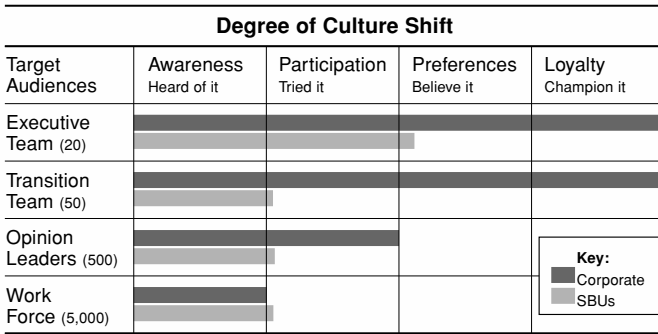 Degree of Culture Shift
Target Audiences
Awareness
Heard of it
Participation
Tried it
Preferences
Believe it
Loyalty
Champion it
Executive
Team (20)
Transition
Team (50)
Opinion
Leaders (500)
Work
Force (5,000)
Key:
Corporate
SBUs